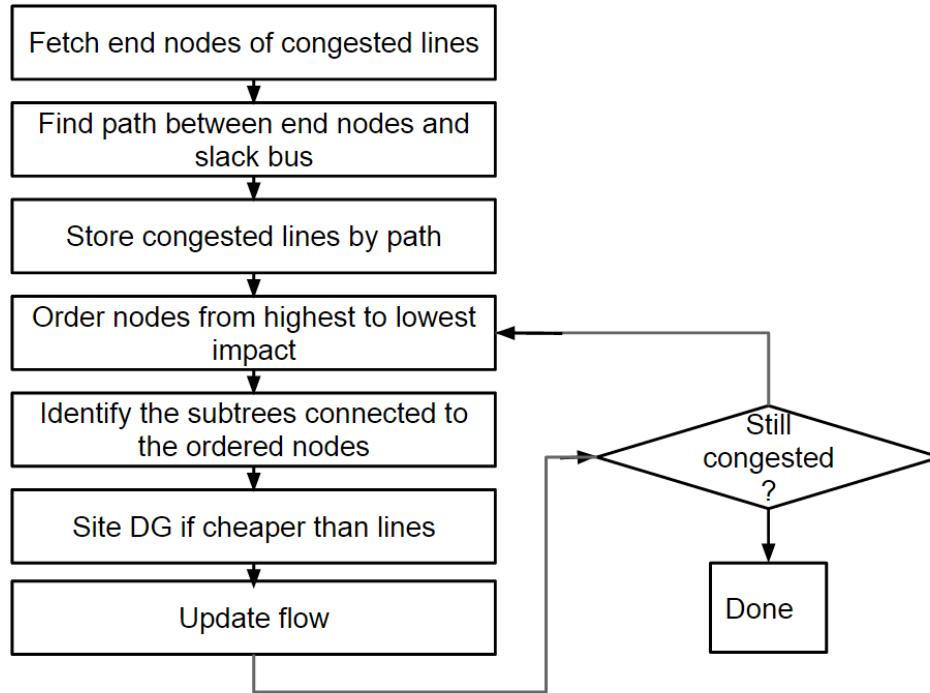 Fetch end nodes of congested lines
Find path between end nodes and
slack bus
Store congested lines by path
Order nodes from highest to lowest
impact
Identify the subtrees connected to
the ordered nodes
Site DG if cheaper than lines
Update flow
Still
congested
?
Done